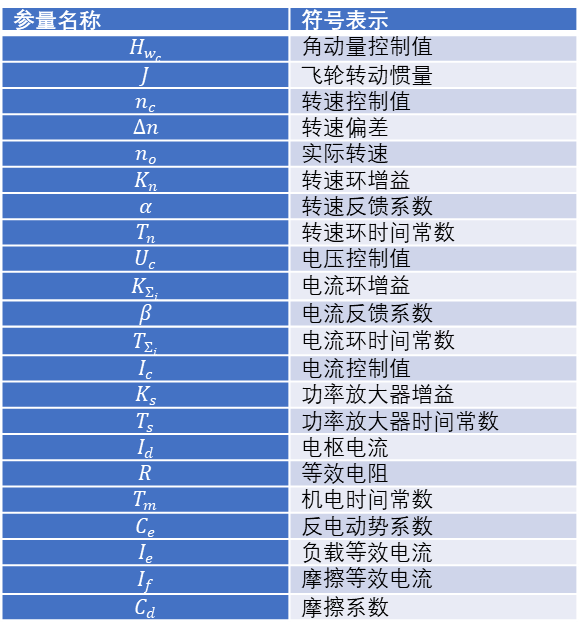 参量名称 符号表示
H_{w_c} 角动量控制值
J 飞轮转动惯量
n_c 转速控制值
Δn 转速偏差
n_o 实际转速
K_n 转速环增益
α 转速反馈系数
T_n 转速环时间常数
U_c 电压控制值
K_{Σ_i} 电流环增益
β 电流反馈系数
T_{Σ_i} 电流环时间常数
I_c 电流控制值
K_s 功率放大器增益
T_s 功率放大器时间常数
I_d 电枢电流
R 等效电阻
T_m 机电时间常数
C_e 反电动势系数
I_e 负载等效电流
I_f 摩擦等效电流
C_d 摩擦系数